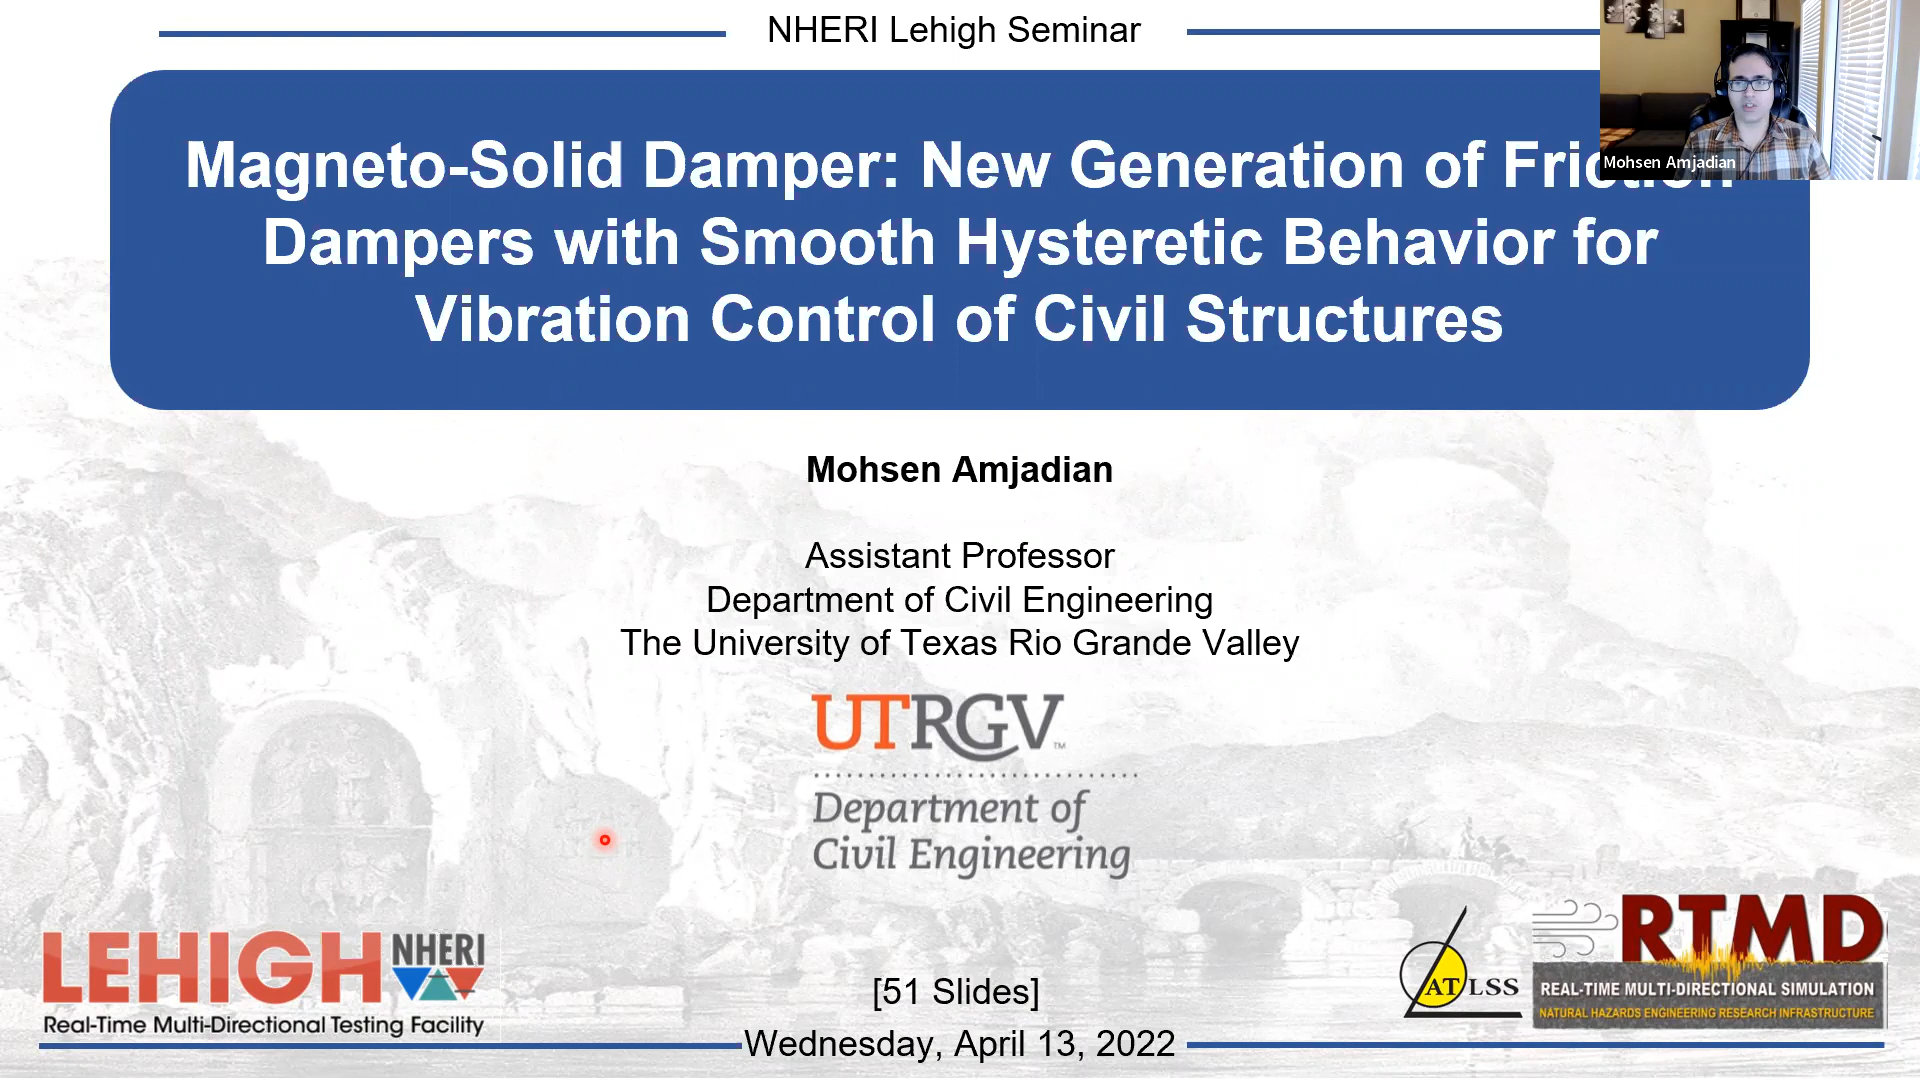 NHERI Lehigh Seminar
Mohsen Amjadian
Magneto-Solid Damper: New Generation of Friction
Dampers with Smooth Hysteretic Behavior for
Vibration Control of Civil Structures
Mohsen Amjadian
Assistant Professor
Department of Civil Engineering
The University of Texas Rio Grande Valley
UTRGV™
Department of
Civil Engineering
LEHIGH NHERI
Real-Time Multi-Directional Testing Facility
[51 Slides]
Wednesday, April 13, 2022
ATLSS
RTMD
REAL-TIME MULTI-DIRECTIONAL SIMULATION
NATURAL HAZARDS ENGINEERING RESEARCH INFRASTRUCTURE